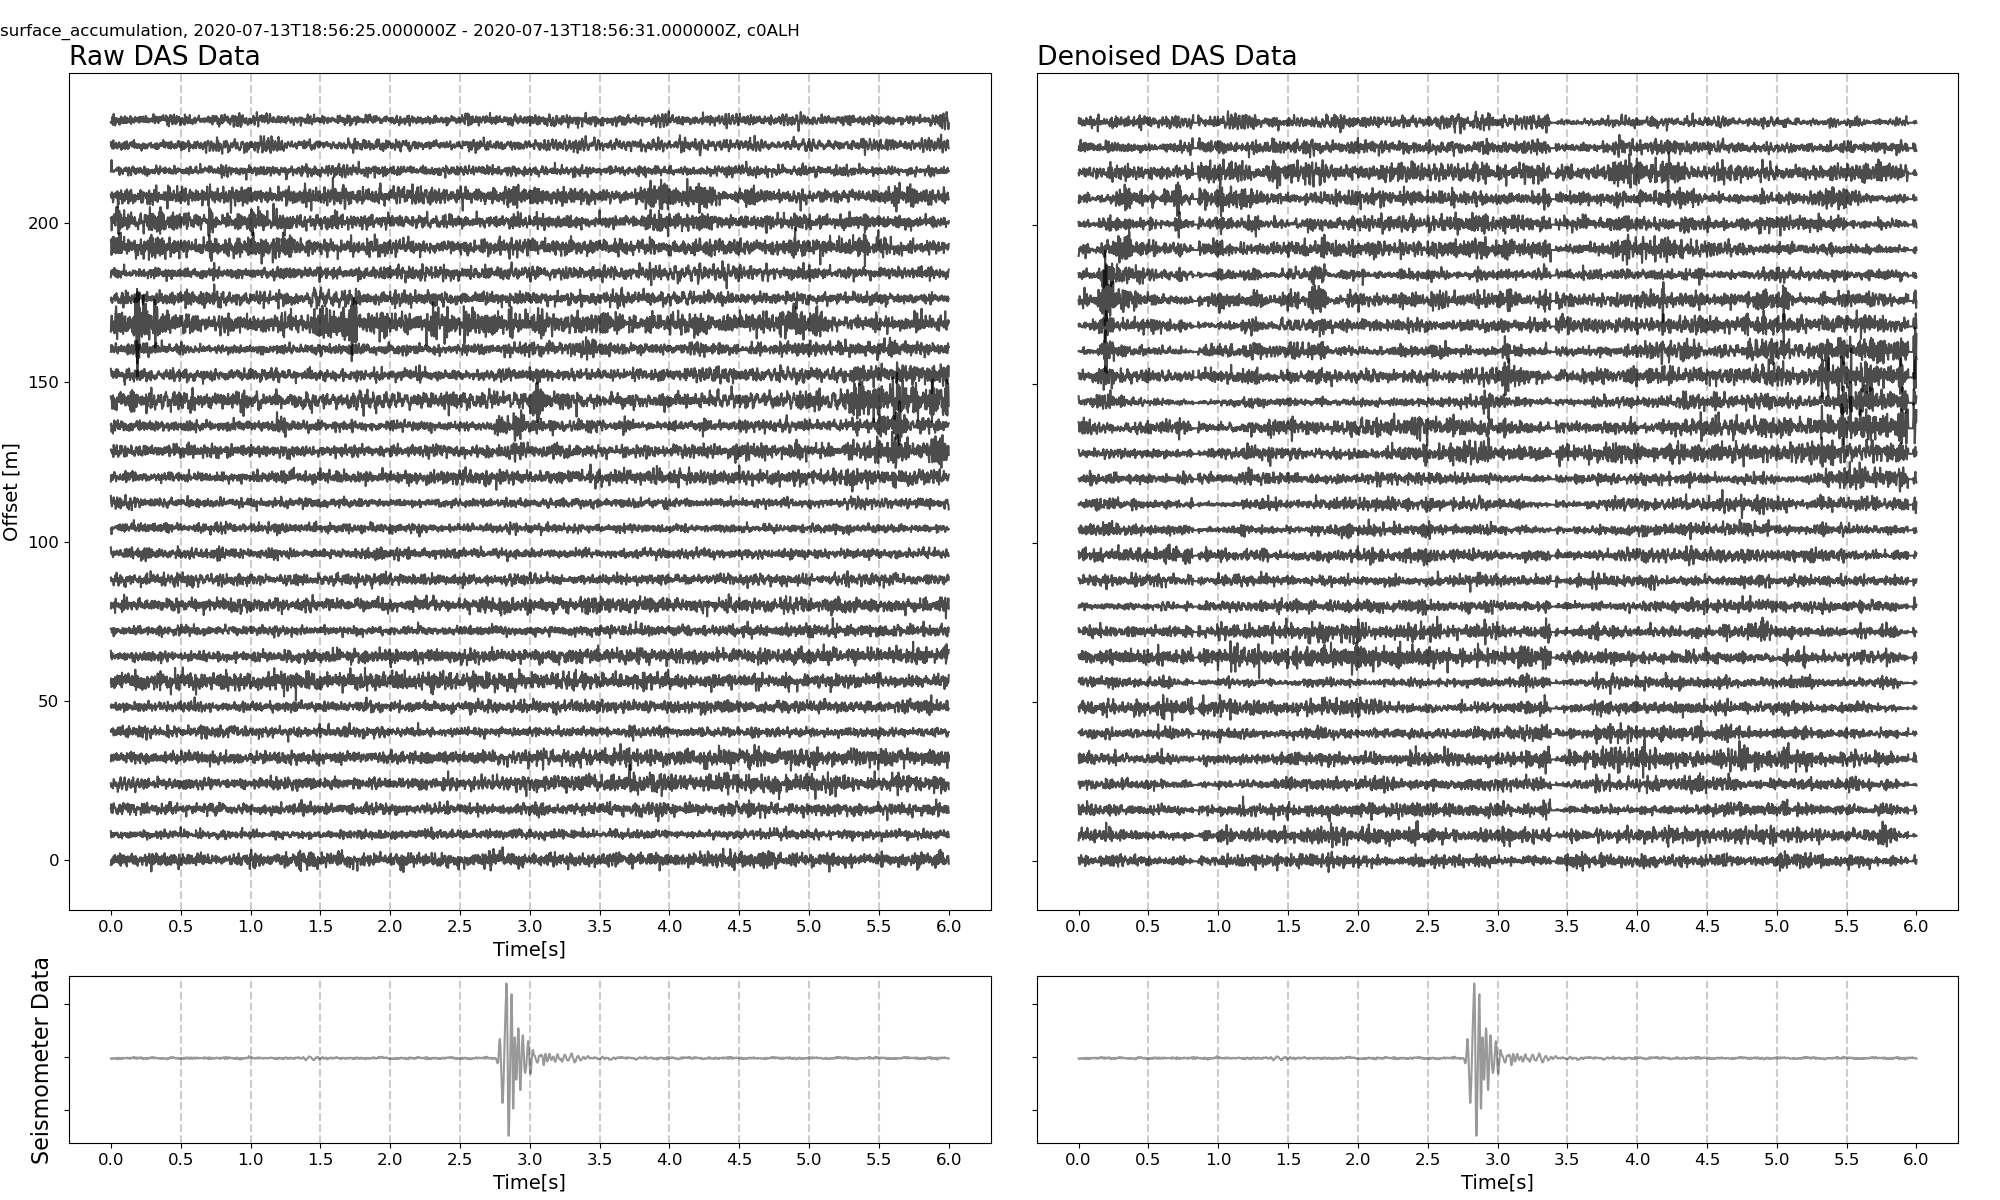 surface_accumulation, 2020-07-13T18:56:25.000000Z - 2020-07-13T18:56:31.000000Z, c0ALH
Raw DAS Data
Denoised DAS Data
Offset [m]
200
150
100
50
0
0.0 0.5 1.0 1.5 2.0 2.5 3.0 3.5 4.0 4.5 5.0 5.5 6.0
Time[s]
0.0 0.5 1.0 1.5 2.0 2.5 3.0 3.5 4.0 4.5 5.0 5.5 6.0
Seismometer Data
0.0 0.5 1.0 1.5 2.0 2.5 3.0 3.5 4.0 4.5 5.0 5.5 6.0
Time[s]
0.0 0.5 1.0 1.5 2.0 2.5 3.0 3.5 4.0 4.5 5.0 5.5 6.0
Time[s]